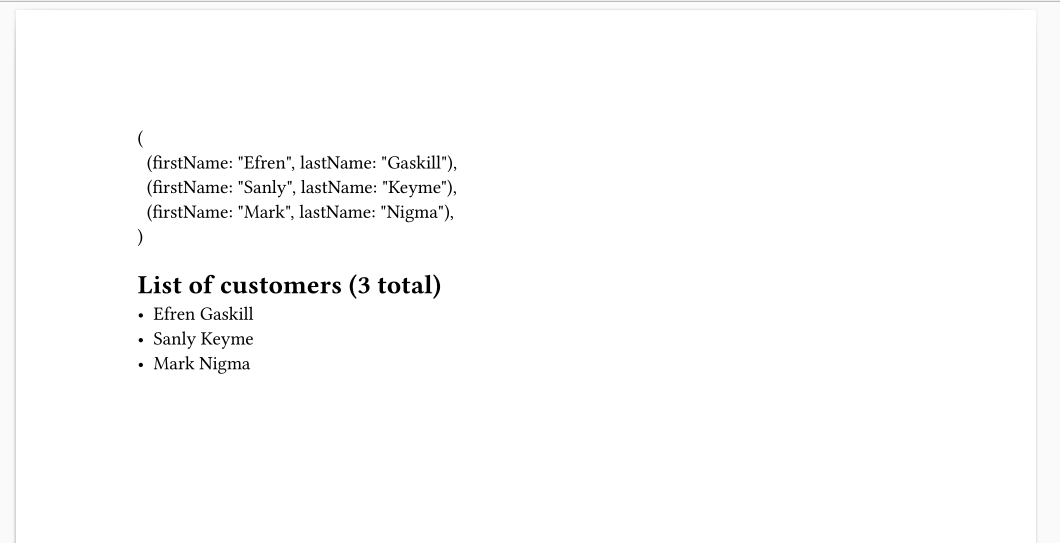 (
(firstName: "Efren", lastName: "Gaskill"),
(firstName: "Sanly", lastName: "Keyme"),
(firstName: "Mark", lastName: "Nigma"),
)
List of customers (3 total)
• Efren Gaskill
• Sanly Keyme
• Mark Nigma